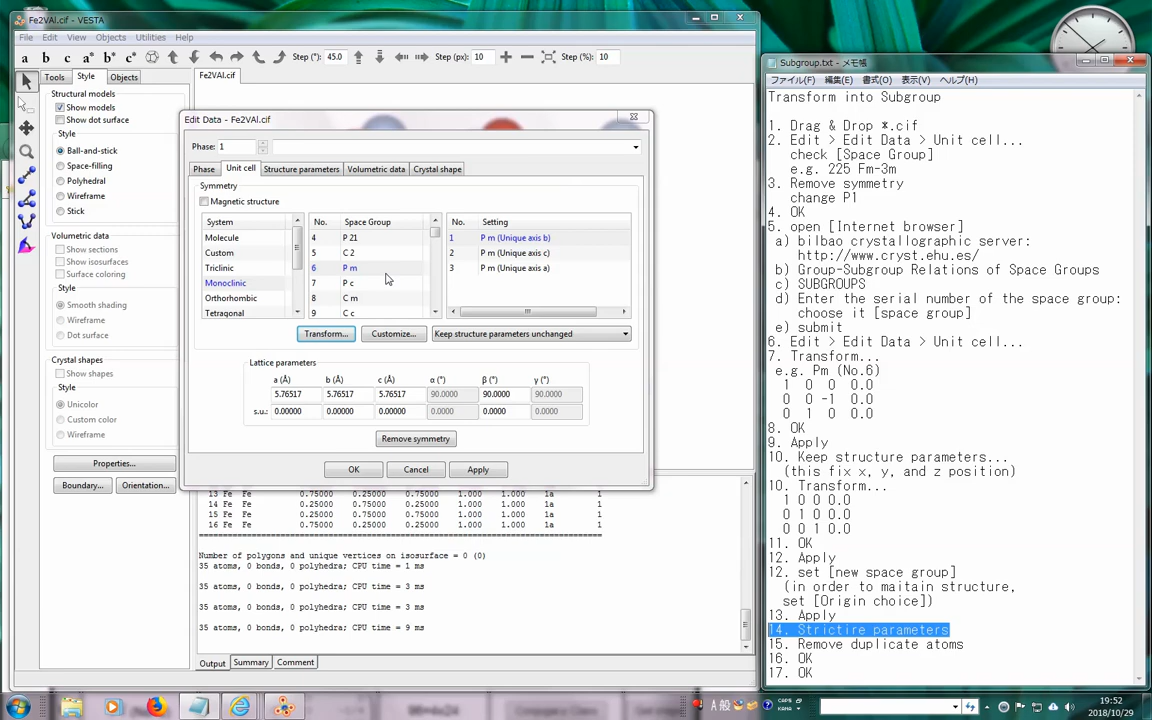 Fe2VAl.cif - VESTA
File Edit View Objects Utilities Help
a b c a* b* c* Step (°): 45.0 Step (px): 10 Step (%): 10
Tools Style Objects
Fe2VAl.cif
Structural models
Show models
Show dot surface
Style
Ball-and-stick
Space-filling
Polyhedral
Wireframe
Stick
Volumetric data
Show sections
Show isosurfaces
Surface coloring
Style
Smooth shading
Wireframe
Dot surface
Crystal shapes
Show shapes
Style
Unicolor
Custom color
Wireframe
Properties...
Boundary... Orientation...
Edit Data - Fe2VAl.cif
Phase: 1
Phase Unit cell Structure parameters Volumetric data Crystal shape
Symmetry
Magnetic structure
System No. Space Group No. Setting
Molecule 4 P 21 1 P m (Unique axis b)
Custom 5 C 2 2 P m (Unique axis c)
Triclinic 6 P m 3 P m (Unique axis a)
Monoclinic 7 P c
Orthorhombic 8 C m
Tetragonal 9 C c
Transform... Customize... Keep structure parameters unchanged
Lattice parameters
a (Å) b (Å) c (Å) α (°) β (°) γ (°)
5.76517 5.76517 5.76517 90.0000 90.0000 90.0000
s.u.: 0.00000 0.00000 0.00000 0.0000 0.0000 0.0000
Remove symmetry
OK Cancel Apply
13 Fe Fe 0.75000 0.25000 0.75000 1.000 1a 1
14 Fe Fe 0.25000 0.75000 0.25000 1.000 1a 1
15 Fe Fe 0.75000 0.25000 0.25000 1.000 1a 1
16 Fe Fe 0.25000 0.75000 0.75000 1.000 1a 1
Number of polygons and unique vertices on isosurface = 0 (0)
35 atoms, 0 bonds, 0 polyhedra; CPU time = 1 ms
35 atoms, 0 bonds, 0 polyhedra; CPU time = 3 ms
35 atoms, 0 bonds, 0 polyhedra; CPU time = 3 ms
35 atoms, 0 bonds, 0 polyhedra; CPU time = 9 ms
Output Summary Comment
Subgroup.txt - メモ帳
ファイル(F) 編集(E) 書式(O) 表示(V) ヘルプ(H)
Transform into Subgroup
1. Drag & Drop *.cif
2. Edit > Edit Data > Unit cell...
check [Space Group]
e.g. 225 Fm-3m
3. Remove symmetry
change P1
4. OK
5. open [Internet browser]
a) bilbao crystallographic server:
http://www.cryst.ehu.es/
b) Group-Subgroup Relations of Space Groups
c) SUBGROUPS
d) Enter the serial number of the space group:
choose it [space group]
e) submit
6. Edit > Edit Data > Unit cell...
7. Transform...
e.g. Pm (No.6)
1 0 0 0.0
0 0 -1 0.0
0 1 0 0.0
8. OK
9. Apply
10. Keep structure parameters...
(this fix x, y, and z position)
10. Transform...
1 0 0 0.0
0 1 0 0.0
0 0 1 0.0
11. OK
12. Apply
12. set [new space group]
(in order to maitain structure,
set [Origin choice])
13. Apply
14. Strictire parameters
15. Remove duplicate atoms
16. OK
17. OK
A 般 CAPS KANA
19:52
2018/10/29